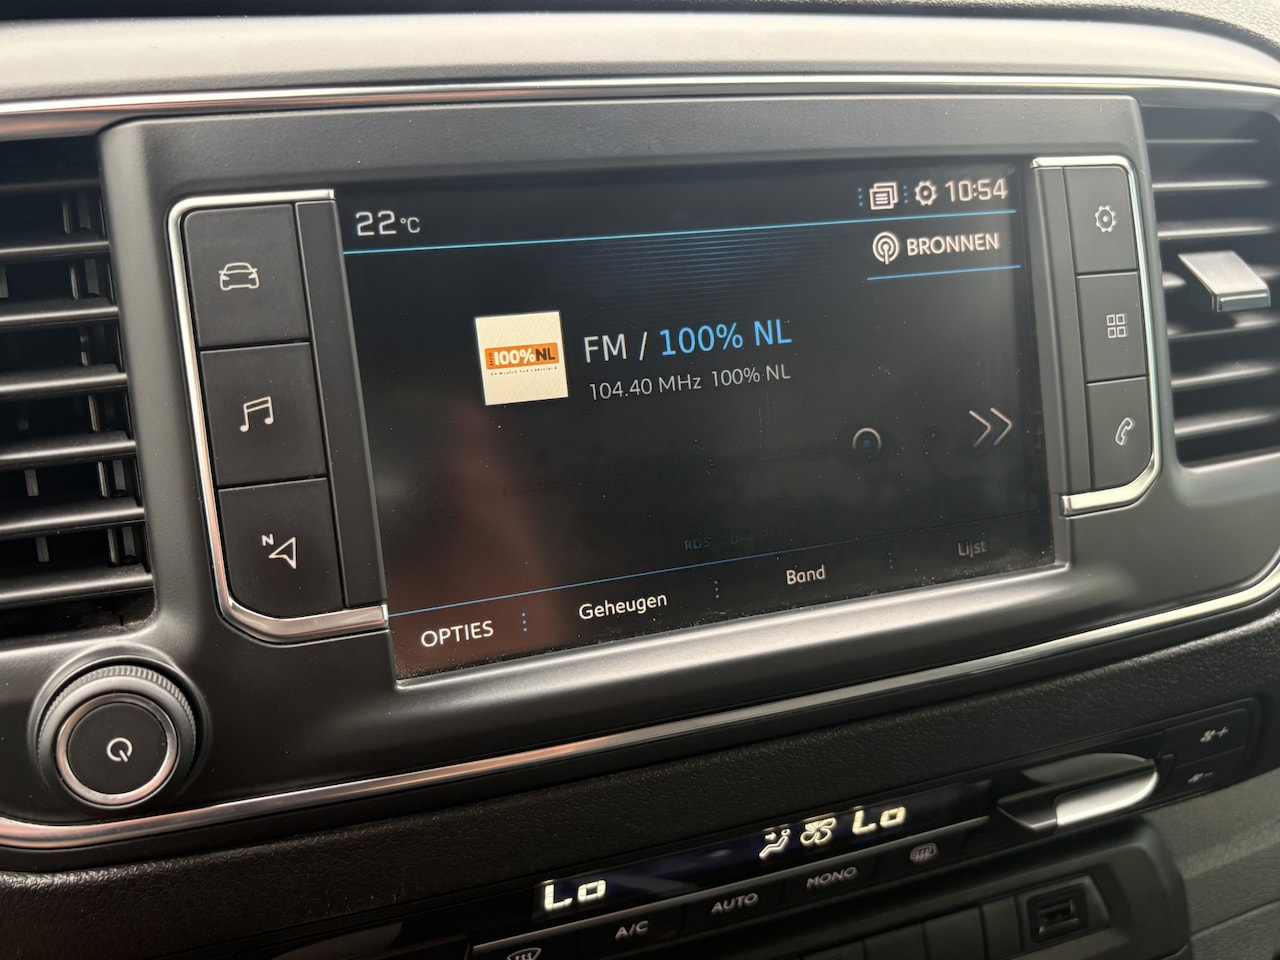 22°C
10:54
BRONNEN
100%NL
FM / 100% NL
104.40 MHz 100% NL
RDS
OPTIES
Geheugen
Band
Lijst
N
Lo
Lo
A/C
AUTO
MONO